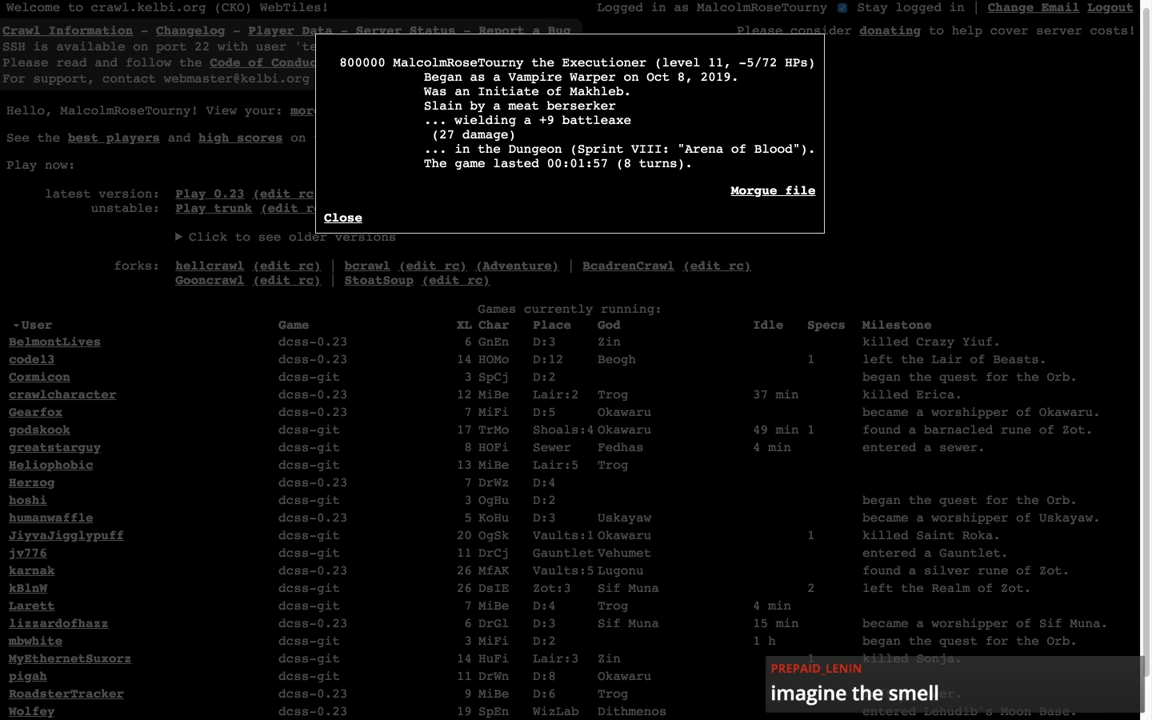 Welcome to crawl.kelbi.org (CKO) WebTiles! Logged in as MalcolmRoseTourny Stay logged in | Change Email Logout
Crawl Information - Changelog - Player Data - Server Status - Report a Bug Please consider donating to help cover server costs!
SSH is available on port 22 with user 'te
Please read and follow the Code of Conduc
For support, contact webmaster@kelbi.org
800000 MalcolmRoseTourny the Executioner (level 11, -5/72 HPs)
Began as a Vampire Warper on Oct 8, 2019.
Was an Initiate of Makhleb.
Slain by a meat berserker
... wielding a +9 battleaxe
(27 damage)
... in the Dungeon (Sprint VIII: "Arena of Blood").
The game lasted 00:01:57 (8 turns).
Morgue file
Close
Hello, MalcolmRoseTourny! View your: mor
See the best players and high scores on
Play now:
latest version: Play 0.23 (edit rc
unstable: Play trunk (edit r
▶ Click to see older versions
forks: hellcrawl (edit rc) | bcrawl (edit rc) (Adventure) | BcadrenCrawl (edit rc)
Gooncrawl (edit rc) | StoatSoup (edit rc)
Games currently running:
User Game XL Char Place God Idle Specs Milestone
BelmontLives dcss-0.23 6 GnEn D:3 Zin killed Crazy Yiuf.
codel3 dcss-0.23 14 HOMo D:12 Beogh 1 left the Lair of Beasts.
Cozmicon dcss-git 3 SpCj D:2 began the quest for the Orb.
crawlcharacter dcss-0.23 12 MiBe Lair:2 Trog 37 min killed Erica.
Gearfox dcss-0.23 7 MiFi D:5 Okawaru became a worshipper of Okawaru.
godskook dcss-git 17 TrMo Shoals:4 Okawaru 49 min 1 found a barnacled rune of Zot.
greatstarguy dcss-git 8 HOFi Sewer Fedhas 4 min entered a sewer.
Heliophobic dcss-git 13 MiBe Lair:5 Trog
Herzog dcss-0.23 7 DrWz D:4
hoshi dcss-git 3 OgHu D:2 began the quest for the Orb.
humanwaffle dcss-0.23 5 KoHu D:3 Uskayaw became a worshipper of Uskayaw.
JiyvaJigglypuff dcss-git 20 OgSk Vaults:1 Okawaru 1 killed Saint Roka.
jv776 dcss-git 11 DrCj Gauntlet Vehumet entered a Gauntlet.
karnak dcss-0.23 26 MfAK Vaults:5 Lugonu found a silver rune of Zot.
kBlnW dcss-git 26 DsIE Zot:3 Sif Muna 2 left the Realm of Zot.
Larett dcss-0.23 7 MiBe D:4 Trog 4 min
lizzardofhazz dcss-0.23 6 DrGl D:3 Sif Muna 15 min became a worshipper of Sif Muna.
mbwhite dcss-git 3 MiFi D:2 1 h began the quest for the Orb.
MyEthernetSuxorz dcss-git 14 HuFi Lair:3 Zin 1 killed Sonja.
pigah dcss-git 11 DrWn D:8 Okawaru
RoadsterTracker dcss-0.23 9 MiBe D:6 Trog
Wolfey dcss-0.23 19 SpEn WizLab Dithmenos entered Lehudib's Moon Base.
PREPAID_LENIN
imagine the smell